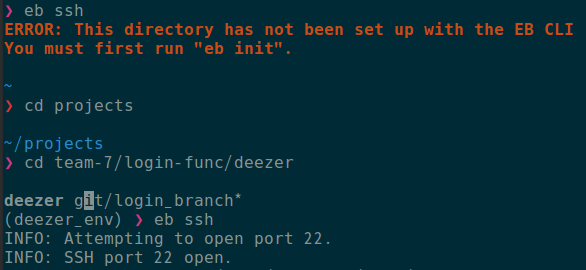 ❯ eb ssh
ERROR: This directory has not been set up with the EB CLI
You must first run "eb init".
~
❯ cd projects
~/projects
❯ cd team-7/login-func/deezer
deezer git/login_branch*
(deezer_env) ❯ eb ssh
INFO: Attempting to open port 22.
INFO: SSH port 22 open.